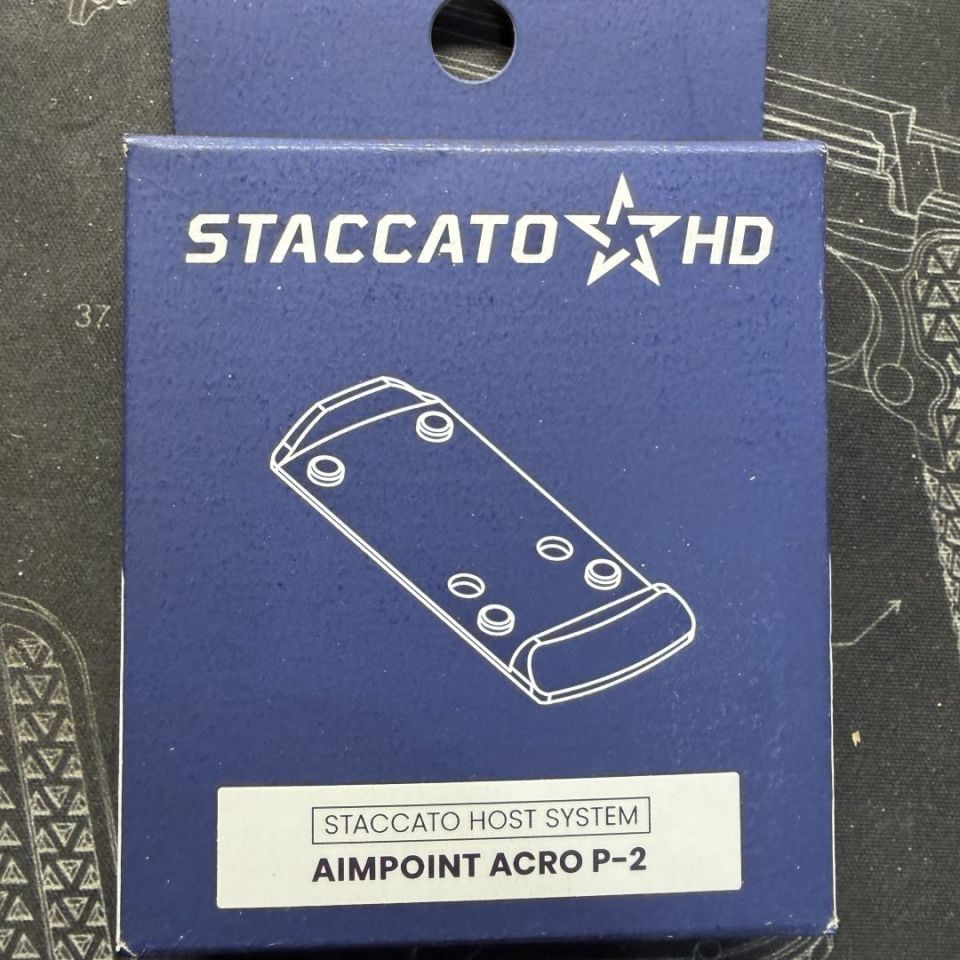 STACCATO HD
37.
STACCATO HOST SYSTEM
AIMPOINT ACRO P-2